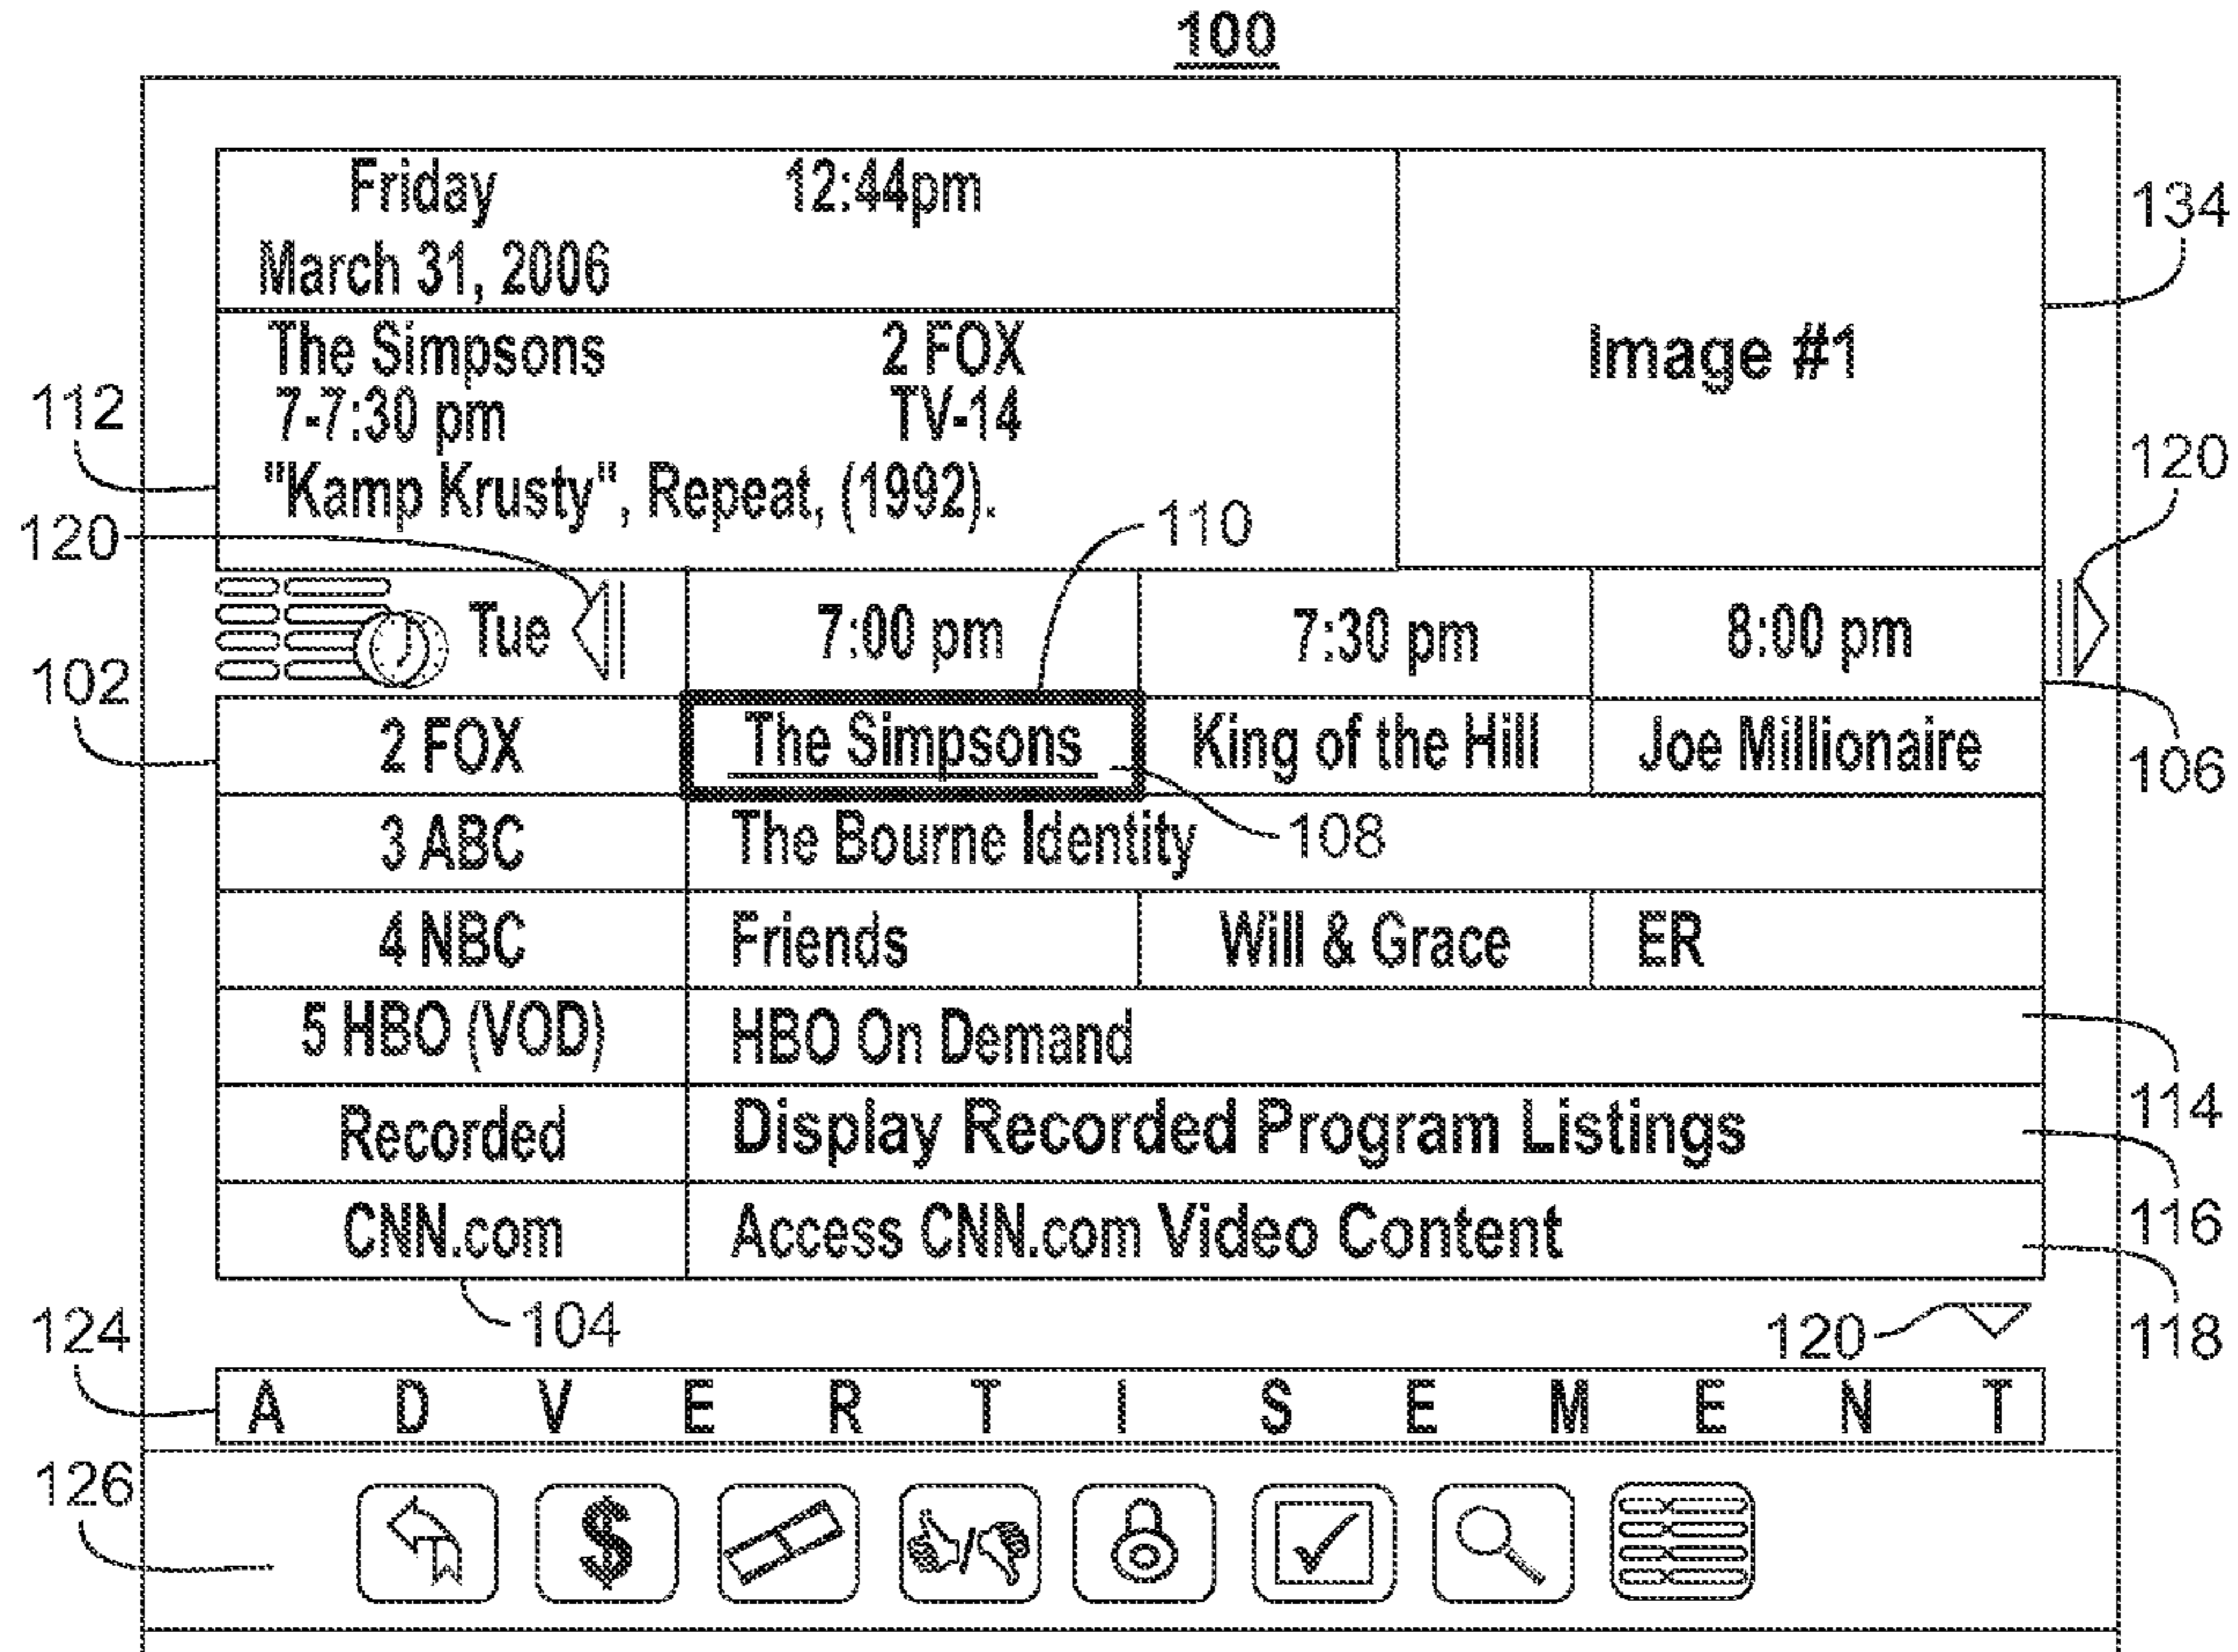 100
Friday 12:44pm
March 31, 2006
134
The Simpsons 2 FOX
Image #1
112
7-7:30 pm TV-14
120
"Kamp Krusty", Repeat, (1992).
120
110
Tue 7:00 pm 7:30 pm 8:00 pm
102
2 FOX The Simpsons King of the Hill Joe Millionaire
106
3 ABC The Bourne Identity 108
4 NBC Friends Will & Grace ER
5 HBO (VOD) HBO On Demand
114
Recorded Display Recorded Program Listings
116
CNN.com Access CNN.com Video Content
124
104
120
118
A D V E R T I S E M E N T
126
$ /